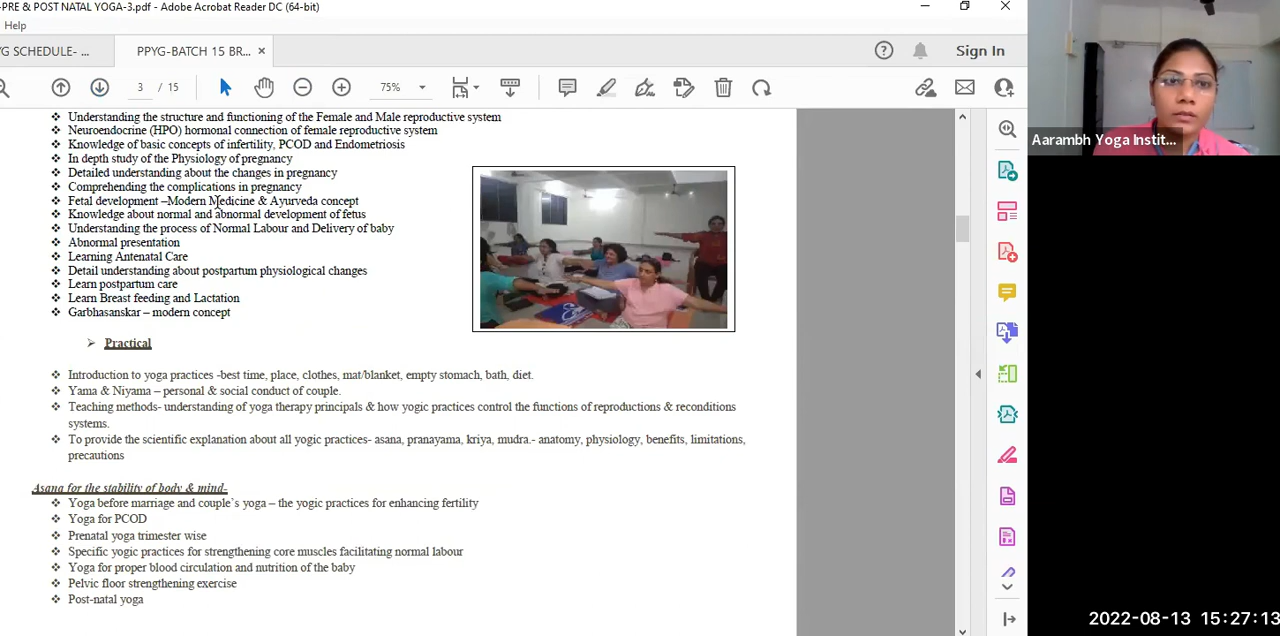 -PRE & POST NATAL YOGA-3.pdf - Adobe Acrobat Reader DC (64-bit)
Help
G SCHEDULE- ...
PPYG-BATCH 15 BR... ×
Sign In
3 / 15
75%
Understanding the structure and functioning of the Female and Male reproductive system
Neuroendocrine (HPO) hormonal connection of female reproductive system
Knowledge of basic concepts of infertility, PCOD and Endometriosis
In depth study of the Physiology of pregnancy
Detailed understanding about the changes in pregnancy
Comprehending the complications in pregnancy
Fetal development –Modern Medicine & Ayurveda concept
Knowledge about normal and abnormal development of fetus
Understanding the process of Normal Labour and Delivery of baby
Abnormal presentation
Learning Antenatal Care
Detail understanding about postpartum physiological changes
Learn postpartum care
Learn Breast feeding and Lactation
Garbhasanskar – modern concept
Practical
Introduction to yoga practices -best time, place, clothes, mat/blanket, empty stomach, bath, diet.
Yama & Niyama – personal & social conduct of couple.
Teaching methods- understanding of yoga therapy principals & how yogic practices control the functions of reproductions & reconditions
systems.
To provide the scientific explanation about all yogic practices- asana, pranayama, kriya, mudra.- anatomy, physiology, benefits, limitations,
precautions
Asana for the stability of body & mind-
Yoga before marriage and couple's yoga – the yogic practices for enhancing fertility
Yoga for PCOD
Prenatal yoga trimester wise
Specific yogic practices for strengthening core muscles facilitating normal labour
Yoga for proper blood circulation and nutrition of the baby
Pelvic floor strengthening exercise
Post-natal yoga
Aarambh Yoga Instit...
2022-08-13 15:27:13